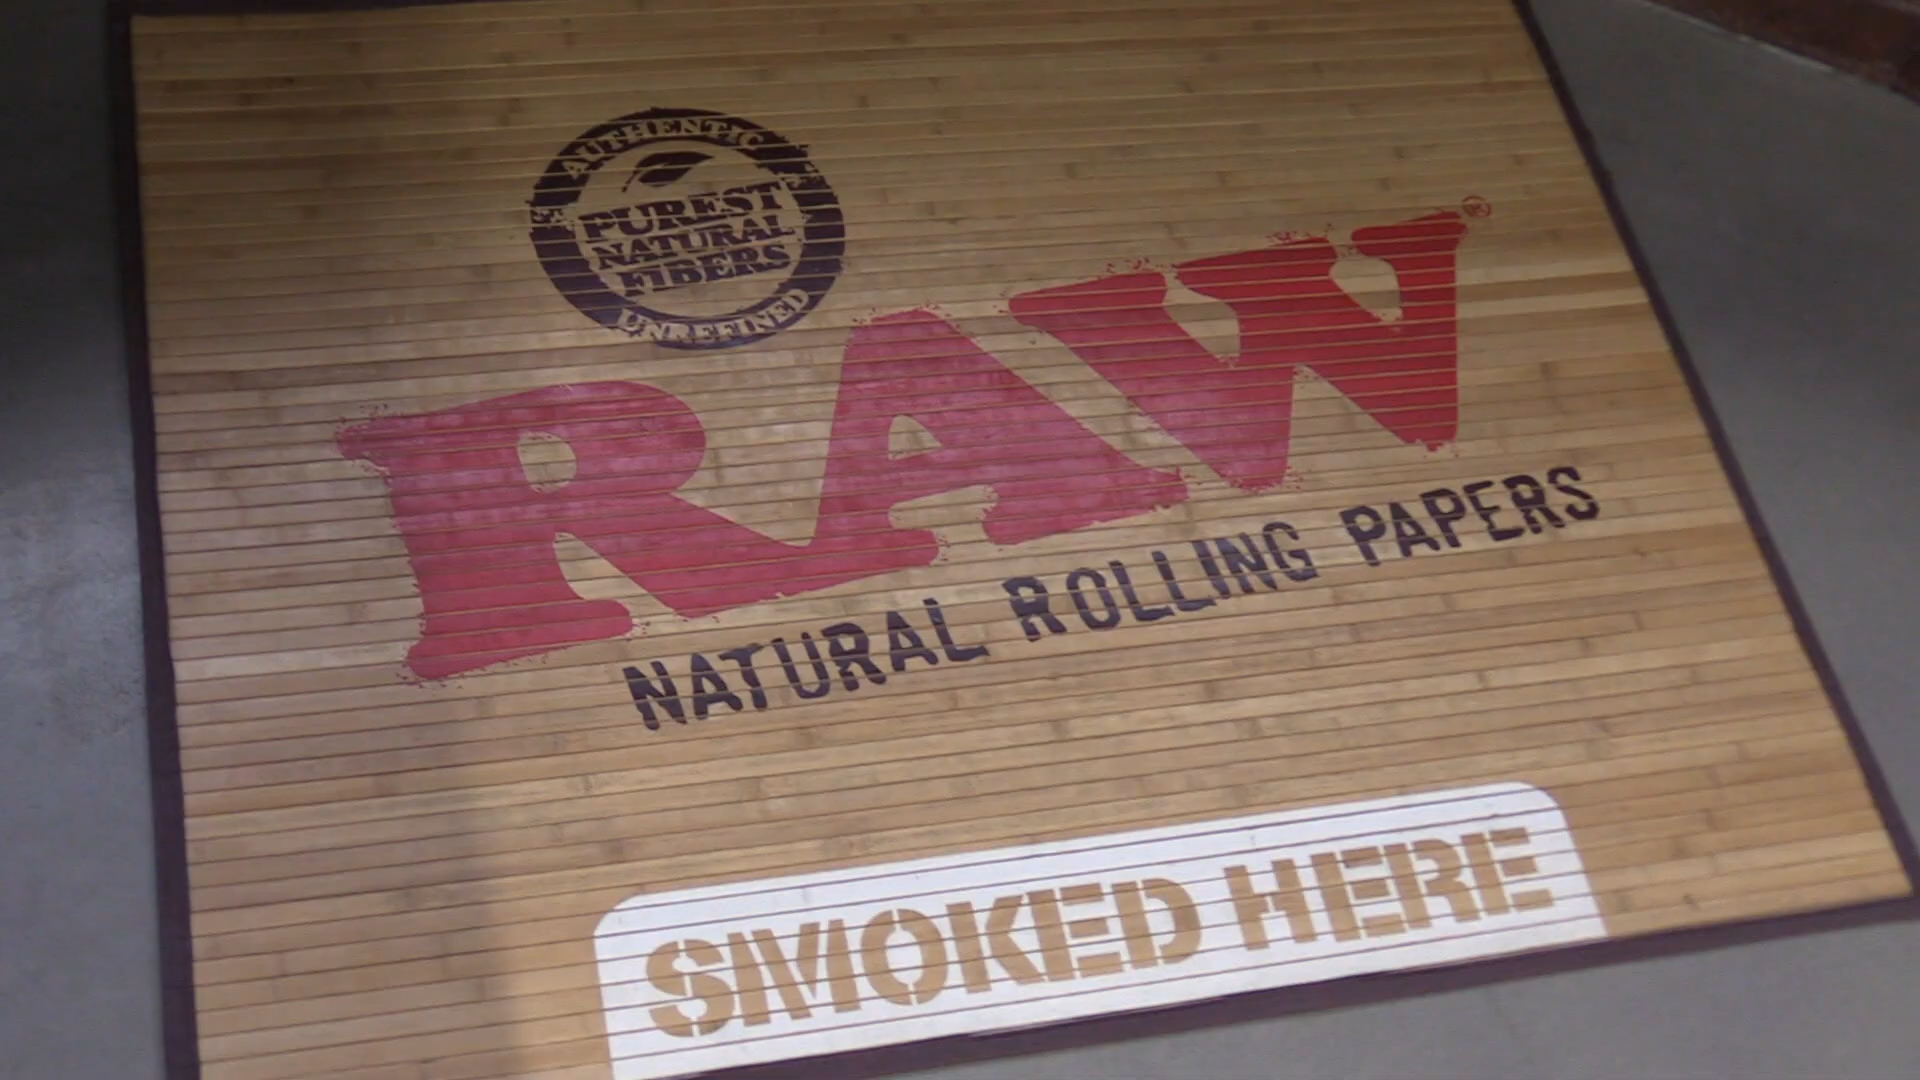 AUTHENTIC
PUREST
NATURAL
FIBERS
UNREFINED
RAW®
NATURAL ROLLING PAPERS
SMOKED HERE